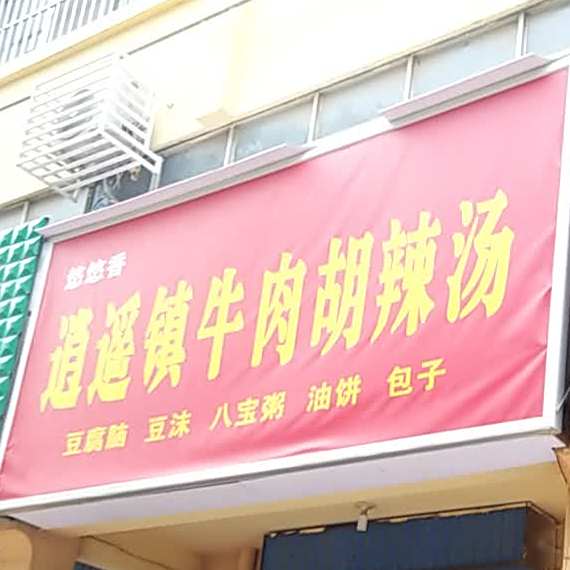 悠悠香
逍遥镇牛肉胡辣汤
豆腐脑 豆沫 八宝粥 油饼 包子